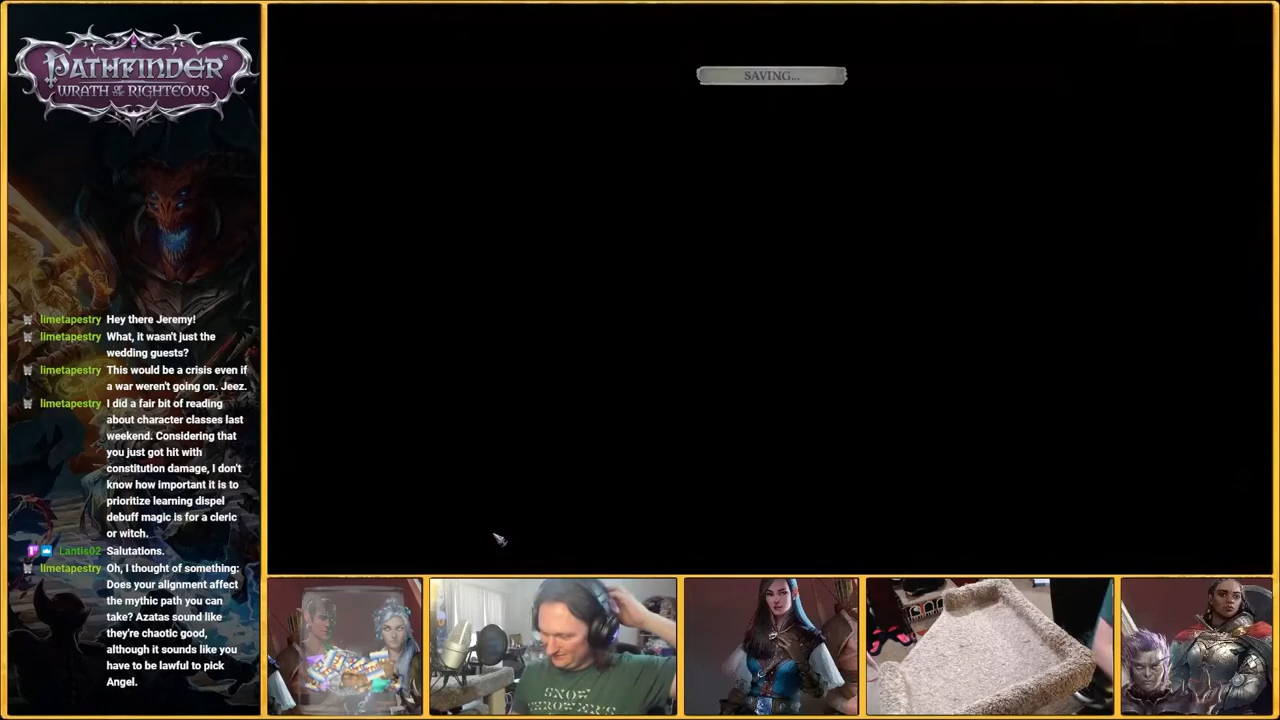 PATHFINDER
WRATH OF THE RIGHTEOUS
SAVING...
limetapestry Hey there Jeremy!
limetapestry What, it wasn't just the
wedding guests?
limetapestry This would be a crisis even if
a war weren't going on. Jeez.
limetapestry I did a fair bit of reading
about character classes last
weekend. Considering that
you just got hit with
constitution damage, I don't
know how important it is to
prioritize learning dispel
debuff magic is for a cleric
or witch.
Lantis02 Salutations.
limetapestry Oh, I thought of something:
Does your alignment affect
the mythic path you can
take? Azatas sound like
they're chaotic good,
although it sounds like you
have to be lawful to pick
Angel.
SNOW
THROWER'S